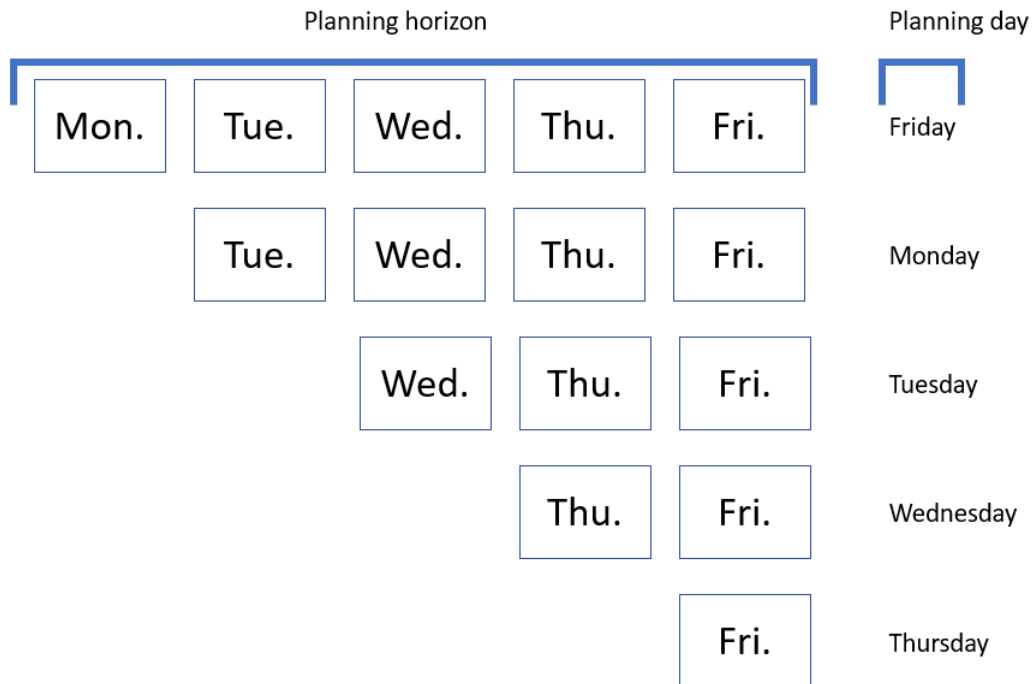 Planning horizon Planning day
Mon. Tue. Wed. Thu. Fri. Friday
Tue. Wed. Thu. Fri. Monday
Wed. Thu. Fri. Tuesday
Thu. Fri. Wednesday
Fri. Thursday